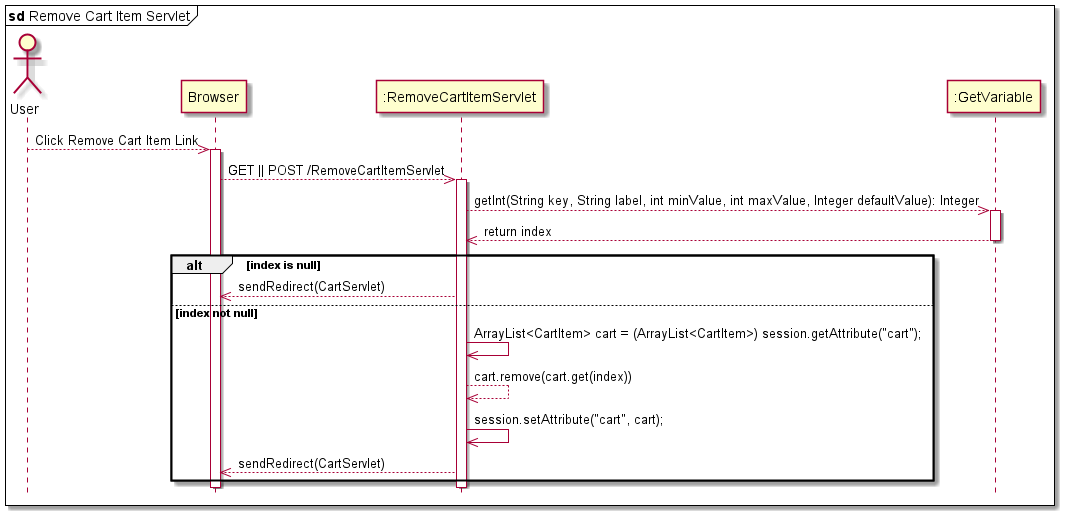 sd Remove Cart Item Servlet
User
Browser
:RemoveCartItemServlet
:GetVariable
Click Remove Cart Item Link
GET || POST /RemoveCartItemServlet
getInt(String key, String label, int minValue, int maxValue, Integer defaultValue): Integer
return index
alt [index is null]
sendRedirect(CartServlet)
[index not null]
ArrayList<CartItem> cart = (ArrayList<CartItem>) session.getAttribute("cart");
cart.remove(cart.get(index))
session.setAttribute("cart", cart);
sendRedirect(CartServlet)